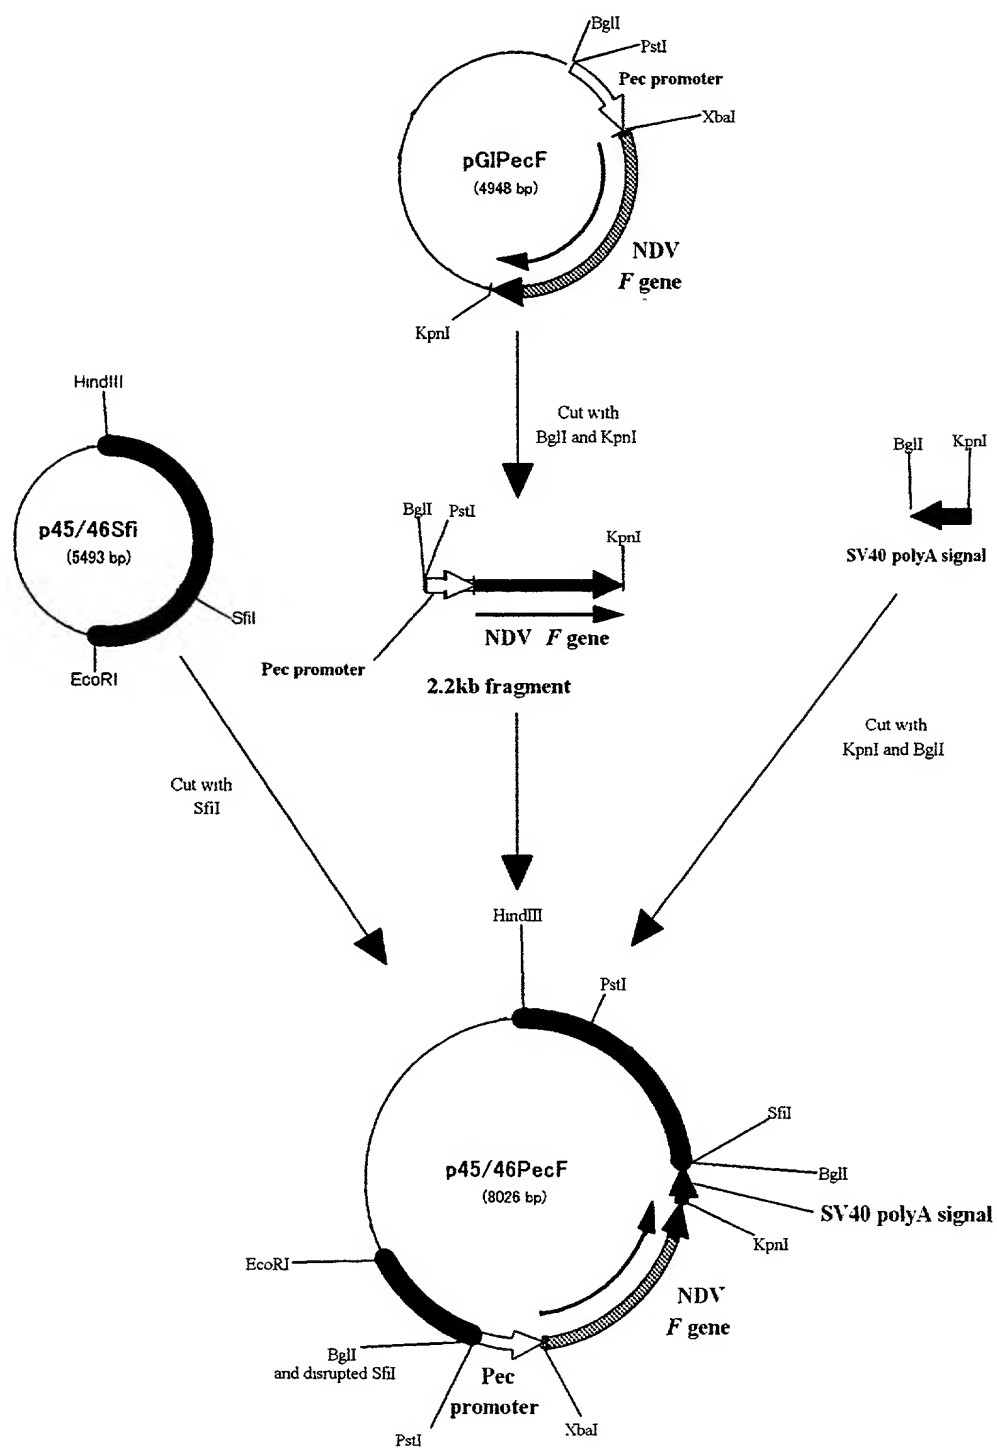 BglI
PstI
Pec promoter
XbaI
pGIPecF
(4948 bp)
NDV
F gene
KpnI
Cut with
BglI and KpnI
HindIII
p45/46Sfi
(5493 bp)
SfiI
EcoRI
BglI
PstI
KpnI
NDV F gene
Pec promoter
2.2kb fragment
BglI
KpnI
SV40 polyA signal
Cut with
SfiI
Cut with
KpnI and BglI
HindIII
PstI
SfiI
BglI
SV40 polyA signal
KpnI
p45/46PecF
(8026 bp)
EcoRI
NDV
F gene
BglI
and disrupted SfiI
Pec
promoter
PstI
XbaI